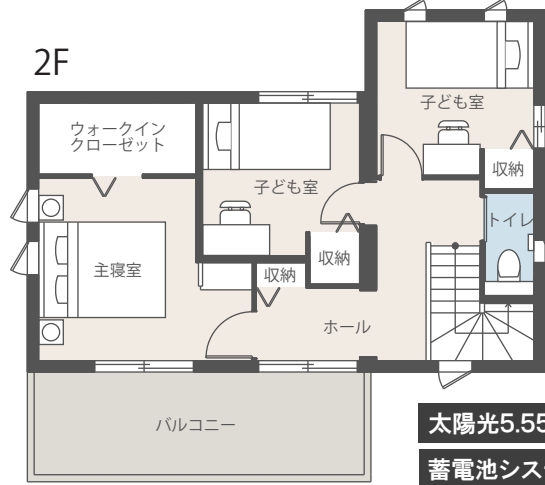 2F
子ども室
ウォークイン
クローゼット
収納
子ども室
トイレ
主寝室
収納
収納
ホール
バルコニー
太陽光5.55
蓄電池シス